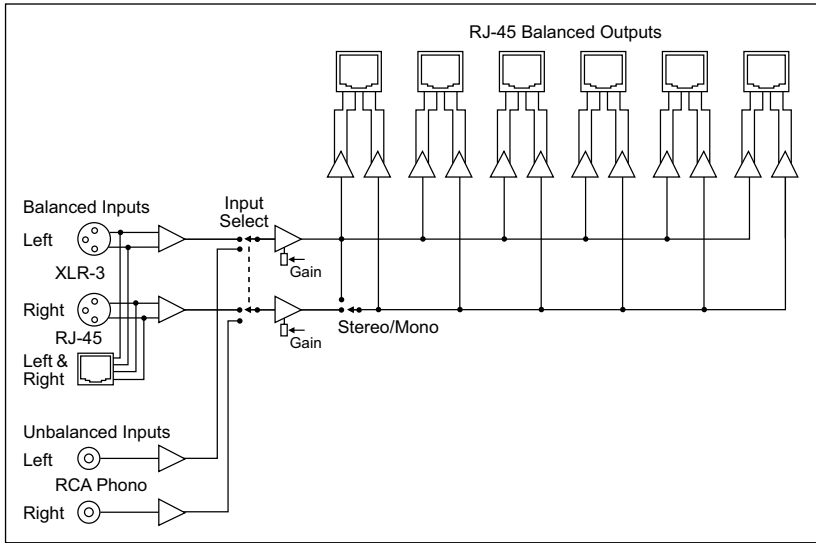 RJ-45 Balanced Outputs
Balanced Inputs
Input
Select
Left
XLR-3
Gain
Right
Stereo/Mono
RJ-45
Gain
Left &
Right
Unbalanced Inputs
Left
RCA Phono
Right